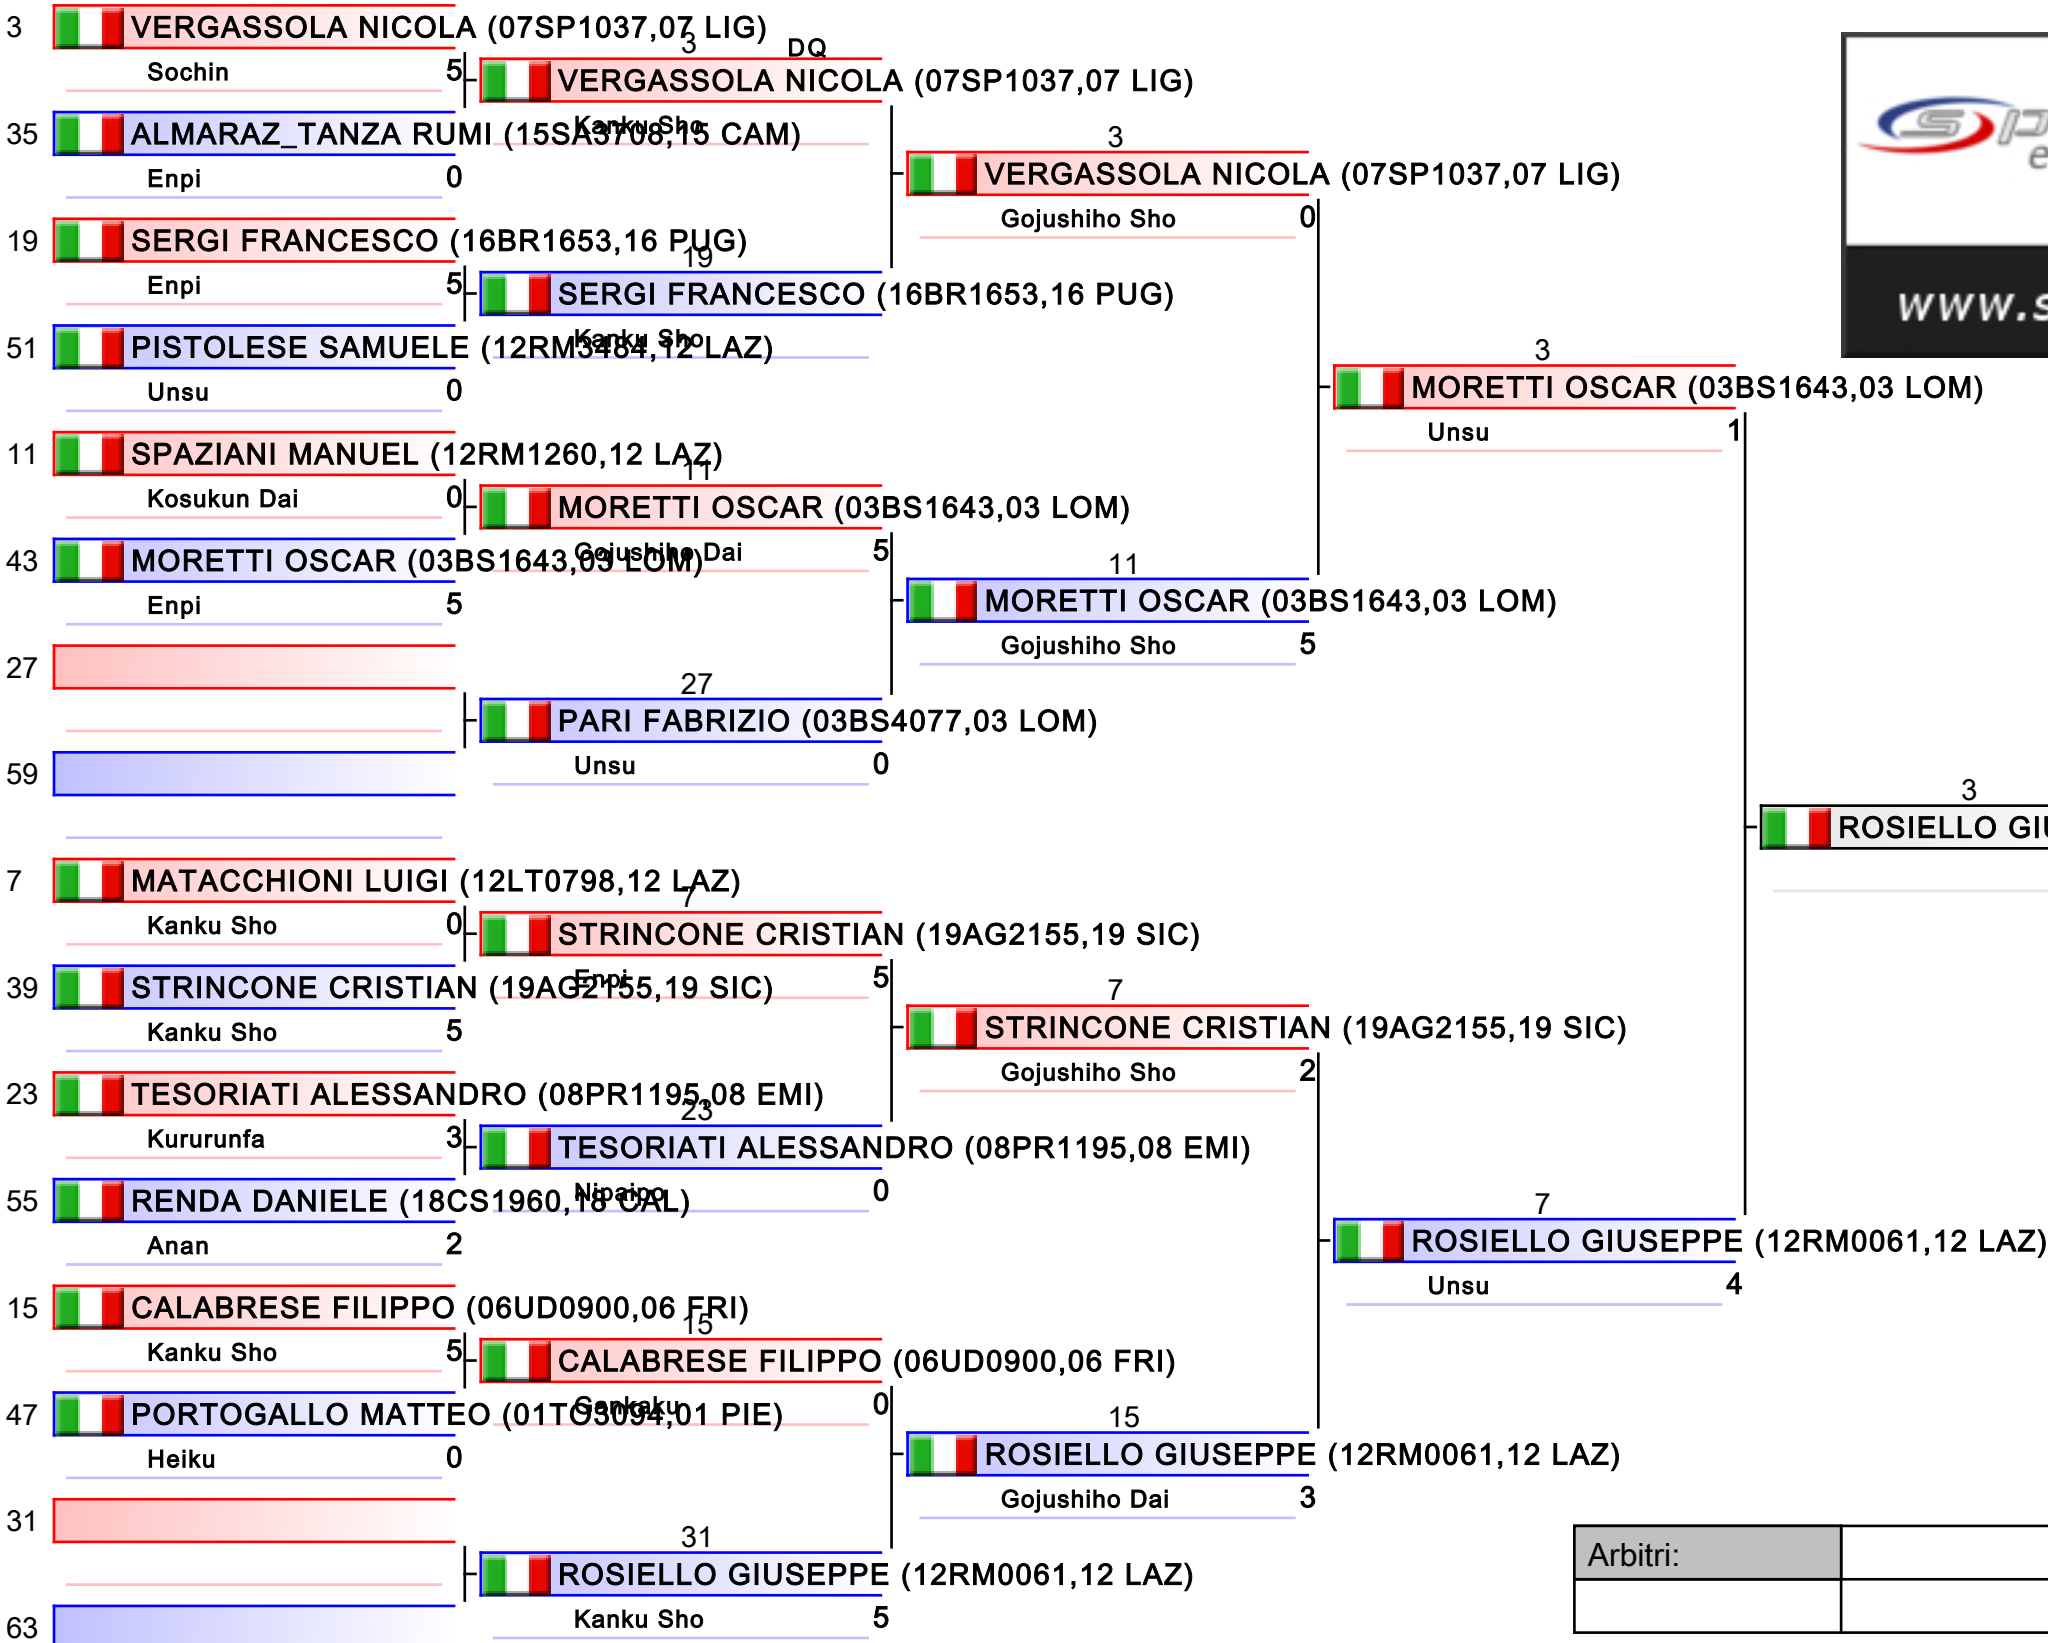 3 VERGASSOLA NICOLA (07SP1037,07 LIG)
Sochin 5
35 ALMARAZ_TANZA RUMI (15SA3708,15 CAM)
Enpi 0
19 SERGI FRANCESCO (16BR1653,16 PUG)
Enpi 5
51 PISTOLESE SAMUELE (12RM3484,12 LAZ)
Unsu 0
11 SPAZIANI MANUEL (12RM1260,12 LAZ)
Kosukun Dai 0
43 MORETTI OSCAR (03BS1643,03 LOM)
Enpi 5
27
59
7 MATACCHIONI LUIGI (12LT0798,12 LAZ)
Kanku Sho 0
39 STRINCONE CRISTIAN (19AG2155,19 SIC)
Kanku Sho 5
23 TESORIATI ALESSANDRO (08PR1195,08 EMI)
Kururunfa 3
55 RENDA DANIELE (18CS1960,18 CAL)
Anan 2
15 CALABRESE FILIPPO (06UD0900,06 FRI)
Kanku Sho 5
47 PORTOGALLO MATTEO (01TO3094,01 PIE)
Heiku 0
31
63
3 DQ
VERGASSOLA NICOLA (07SP1037,07 LIG)
Kanku Sho
19
SERGI FRANCESCO (16BR1653,16 PUG)
Kanku Sho
11
MORETTI OSCAR (03BS1643,03 LOM)
Gojushiho Dai 5
27
PARI FABRIZIO (03BS4077,03 LOM)
Unsu 0
7
STRINCONE CRISTIAN (19AG2155,19 SIC)
Enpi 5
23
TESORIATI ALESSANDRO (08PR1195,08 EMI)
Nipaipo 0
15
CALABRESE FILIPPO (06UD0900,06 FRI)
Gankaku 0
31
ROSIELLO GIUSEPPE (12RM0061,12 LAZ)
Kanku Sho 5
3
VERGASSOLA NICOLA (07SP1037,07 LIG)
Gojushiho Sho 0
11
MORETTI OSCAR (03BS1643,03 LOM)
Gojushiho Sho 5
7
STRINCONE CRISTIAN (19AG2155,19 SIC)
Gojushiho Sho 2
15
ROSIELLO GIUSEPPE (12RM0061,12 LAZ)
Gojushiho Dai 3
3
MORETTI OSCAR (03BS1643,03 LOM)
Unsu 1
7
ROSIELLO GIUSEPPE (12RM0061,12 LAZ)
Unsu 4
3
ROSIELLO GIU
sp
e
www.s
Arbitri: